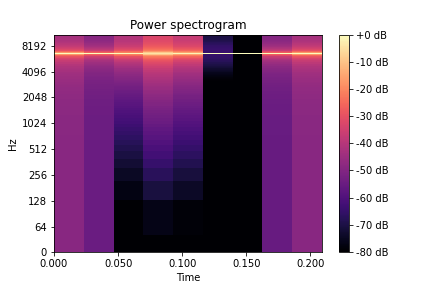 Power spectrogram
8192
4096
2048
1024
512
256
128
64
0
Hz
0.000 0.050 0.100 0.150 0.200
Time
+0 dB
-10 dB
-20 dB
-30 dB
-40 dB
-50 dB
-60 dB
-70 dB
-80 dB